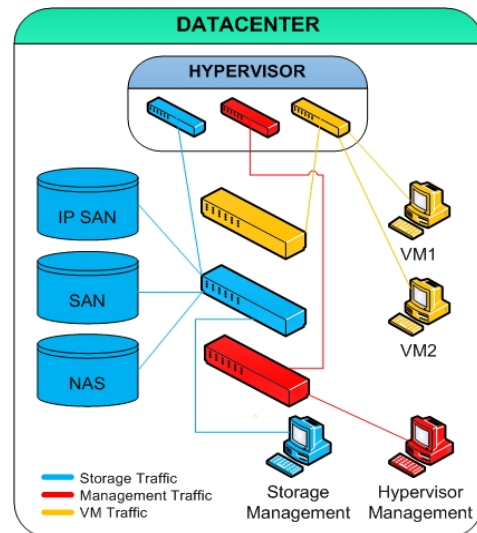 DATACENTER
HYPERVISOR
IP SAN
SAN
NAS
VM1
VM2
Storage Traffic
Management Traffic
VM Traffic
Storage
Management
Hypervisor
Management